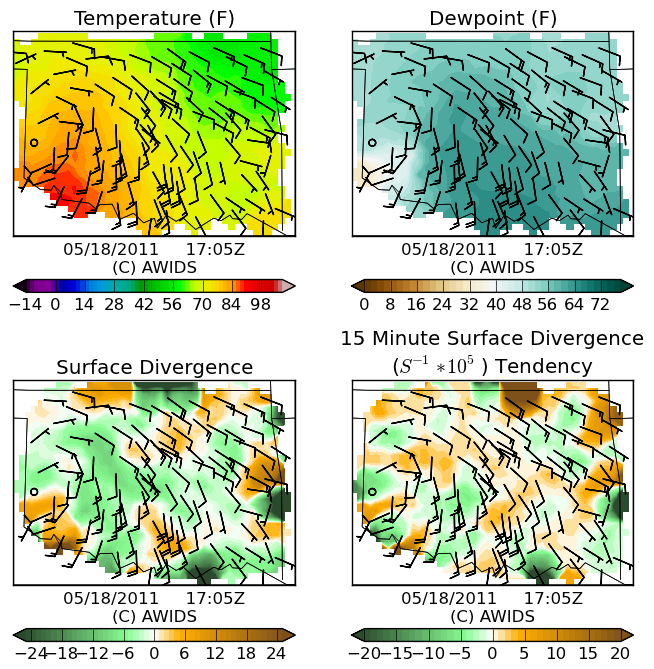 Temperature (F)
Dewpoint (F)
05/18/2011 17:05Z
(C) AWIDS
05/18/2011 17:05Z
(C) AWIDS
−14 0 14 28 42 56 70 84 98
0 8 16 24 32 40 48 56 64 72
Surface Divergence
15 Minute Surface Divergence
(S⁻¹ *10⁵ ) Tendency
05/18/2011 17:05Z
(C) AWIDS
05/18/2011 17:05Z
(C) AWIDS
−24 −18 −12 −6 0 6 12 18 24
−20 −15 −10 −5 0 5 10 15 20